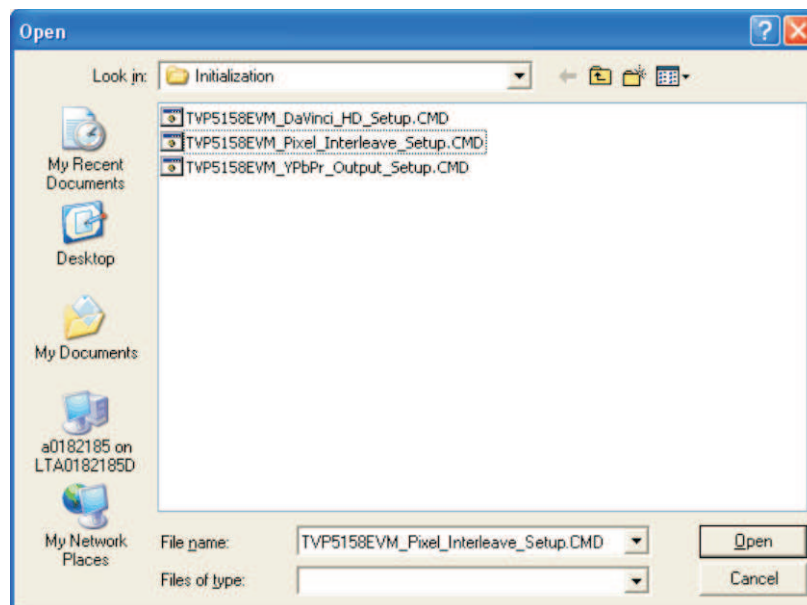 Open
Look in: Initialization
TVP5158EVM_DaVinci_HD_Setup.CMD
TVP5158EVM_Pixel_Interleave_Setup.CMD
TVP5158EVM_YPbPr_Output_Setup.CMD
My Recent
Documents
Desktop
My Documents
a0182185 on
LTA0182185D
My Network
Places
File name: TVP5158EVM_Pixel_Interleave_Setup.CMD
Open
Files of type:
Cancel